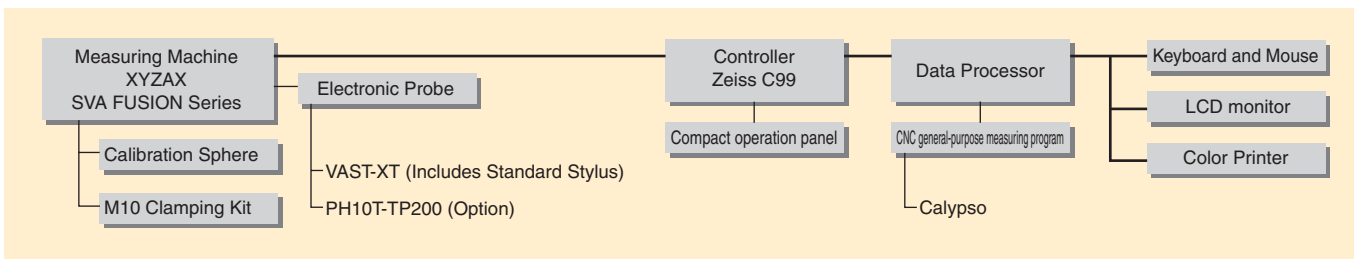 Measuring Machine
XYZAX
SVA FUSION Series
Electronic Probe
Calibration Sphere
M10 Clamping Kit
VAST-XT (Includes Standard Stylus)
PH10T-TP200 (Option)
Controller
Zeiss C99
Compact operation panel
Data Processor
CNC general-purpose measuring program
Calypso
Keyboard and Mouse
LCD monitor
Color Printer